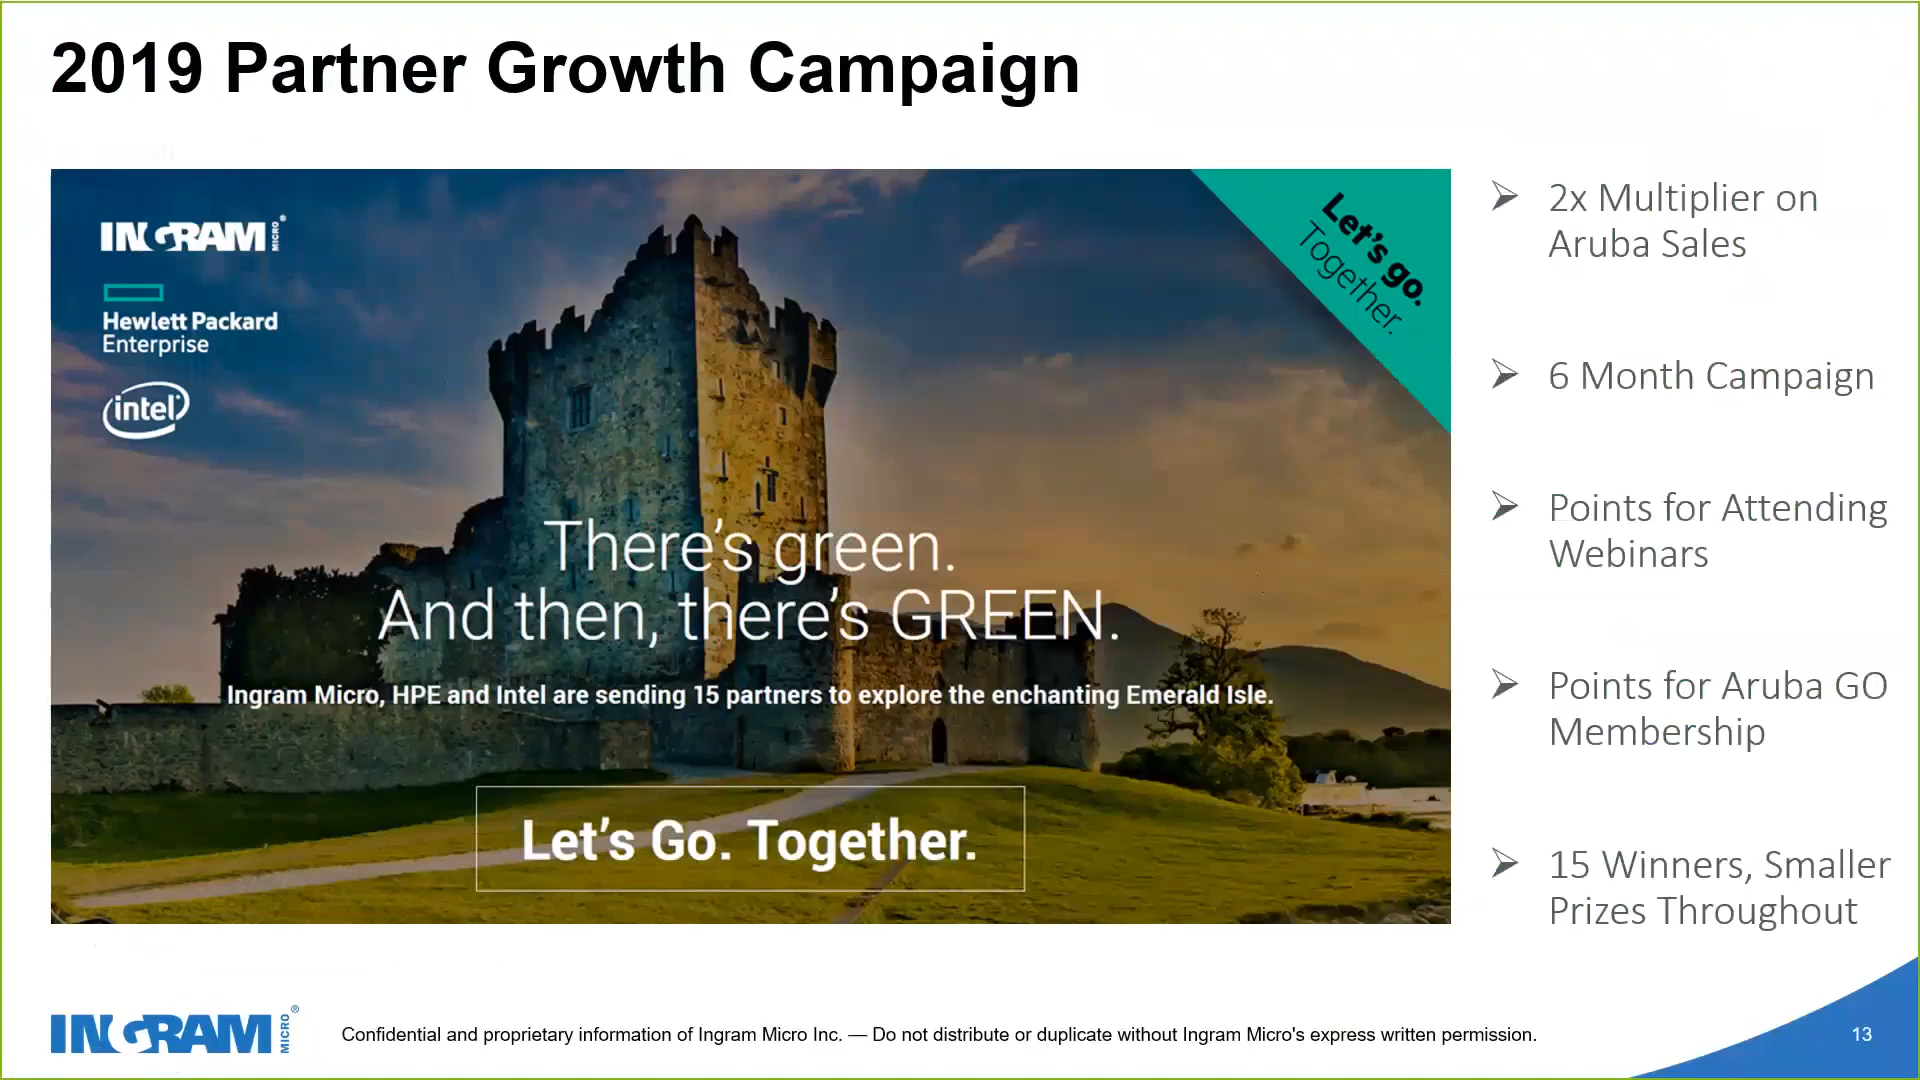 2019 Partner Growth Campaign
INGRAM MICRO®
Hewlett Packard
Enterprise
intel®
Let's go.
Together.
There's green.
And then, there's GREEN.
Ingram Micro, HPE and Intel are sending 15 partners to explore the enchanting Emerald Isle.
Let's Go. Together.
2x Multiplier on
Aruba Sales
6 Month Campaign
Points for Attending
Webinars
Points for Aruba GO
Membership
15 Winners, Smaller
Prizes Throughout
INGRAM MICRO®
Confidential and proprietary information of Ingram Micro Inc. — Do not distribute or duplicate without Ingram Micro's express written permission.
13